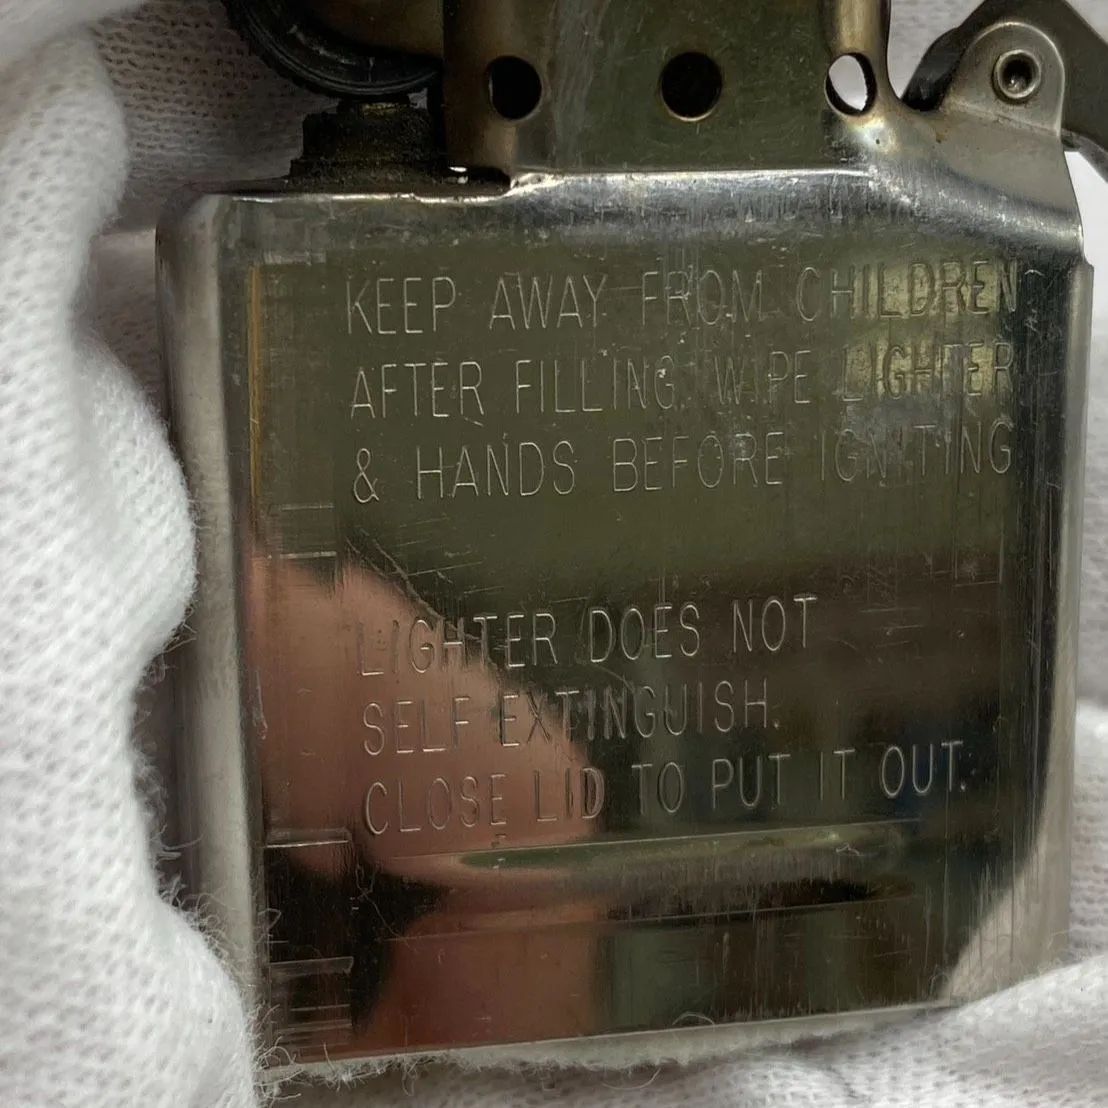 KEEP AWAY FROM CHILDREN
AFTER FILLING. WIPE LIGHTER
& HANDS BEFORE IGNITING
LIGHTER DOES NOT
SELF EXTINGUISH.
CLOSE LID TO PUT IT OUT.